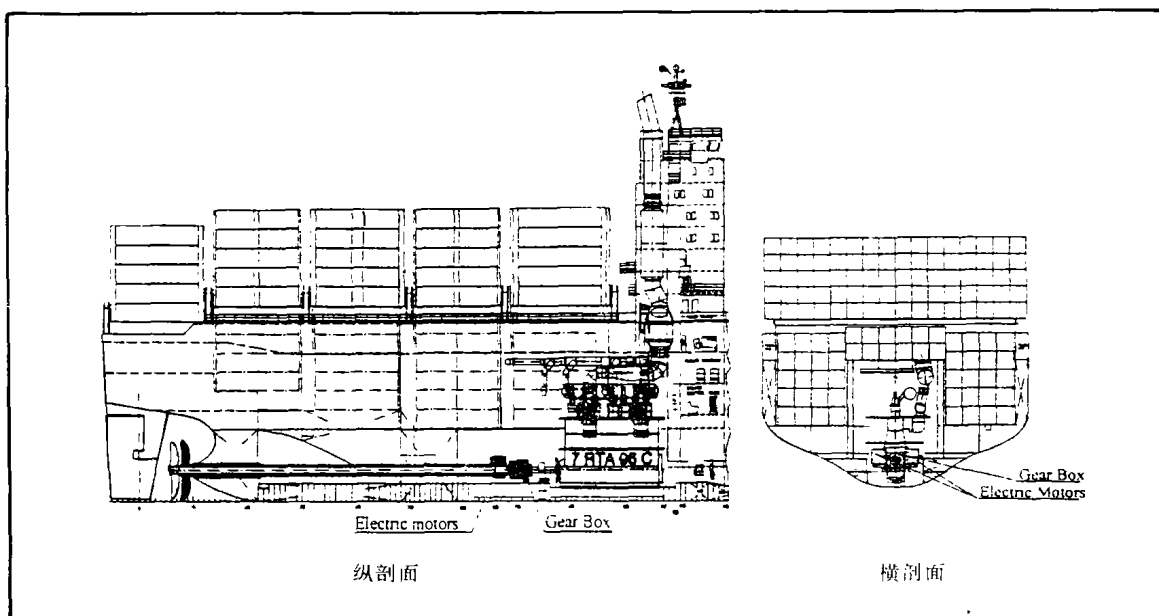 7 RTA 96 C
Electric motors
Gear Box
纵剖面
Gear Box
Electric Motors
横剖面